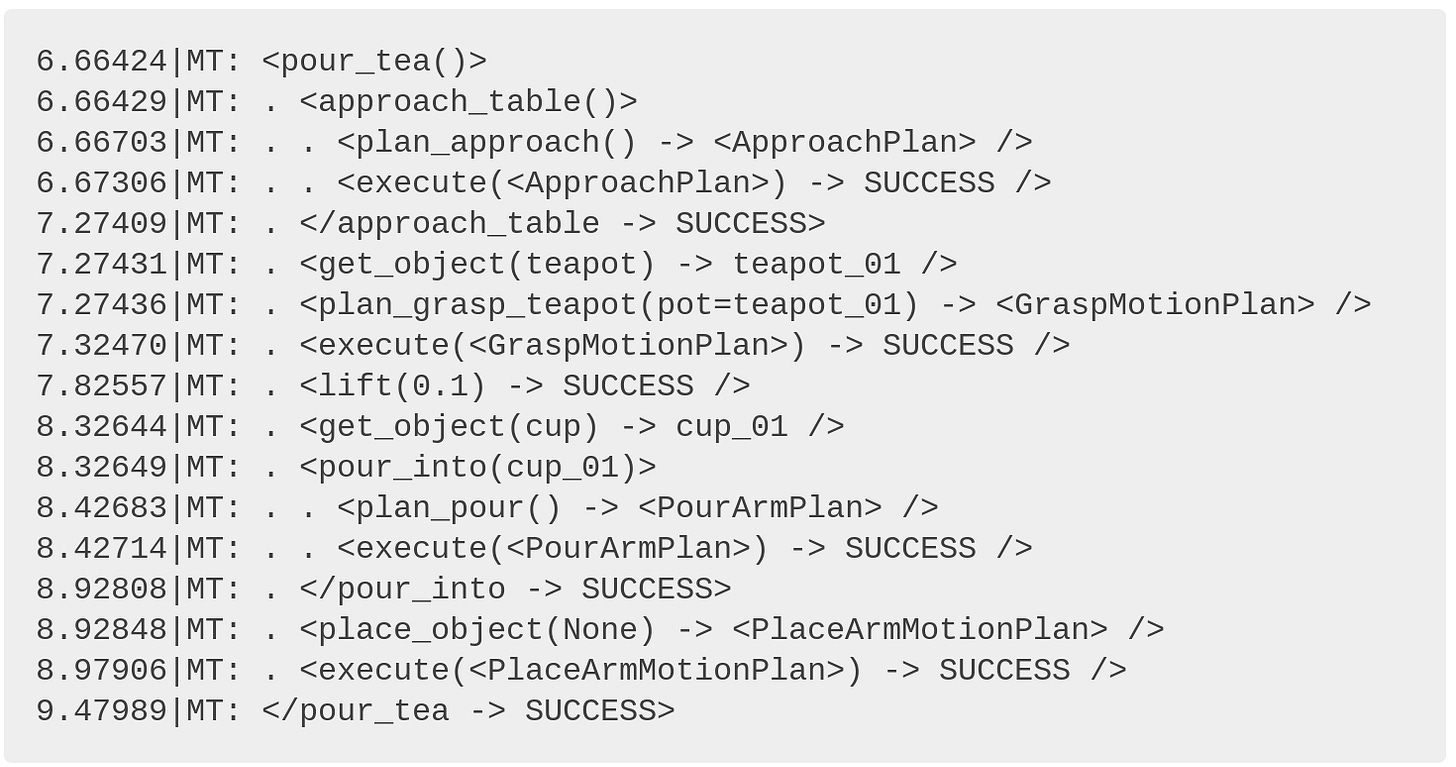 6.66424|MT: <pour_tea()>
6.66429|MT: . <approach_table()>
6.66703|MT: . . <plan_approach() -> <ApproachPlan> />
6.67306|MT: . . <execute(<ApproachPlan>) -> SUCCESS />
7.27409|MT: . </approach_table -> SUCCESS>
7.27431|MT: . <get_object(teapot) -> teapot_01 />
7.27436|MT: . <plan_grasp_teapot(pot=teapot_01) -> <GraspMotionPlan> />
7.32470|MT: . <execute(<GraspMotionPlan>) -> SUCCESS />
7.82557|MT: . <lift(0.1) -> SUCCESS />
8.32644|MT: . <get_object(cup) -> cup_01 />
8.32649|MT: . <pour_into(cup_01)>
8.42683|MT: . . <plan_pour() -> <PourArmPlan> />
8.42714|MT: . . <execute(<PourArmPlan>) -> SUCCESS />
8.92808|MT: . </pour_into -> SUCCESS>
8.92848|MT: . <place_object(None) -> <PlaceArmMotionPlan> />
8.97906|MT: . <execute(<PlaceArmMotionPlan>) -> SUCCESS />
9.47989|MT: </pour_tea -> SUCCESS>